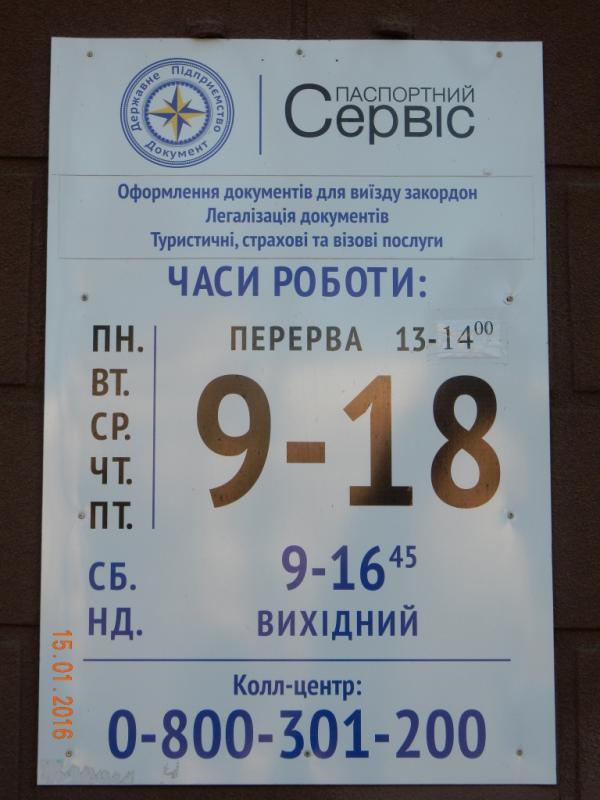 Державне Підприємство
Документ
ПАСПОРТНИЙ
Сервіс
Оформлення документів для виїзду закордон
Легалізація документів
Туристичні, страхові та візові послуги
ЧАСИ РОБОТИ:
ПН. ПЕРЕРВА 13-14⁰⁰
ВТ.
СР. 9-18
ЧТ.
ПТ.
СБ. 9-16⁴⁵
НД. ВИХІДНИЙ
Колл-центр:
0-800-301-200
15.01.2016